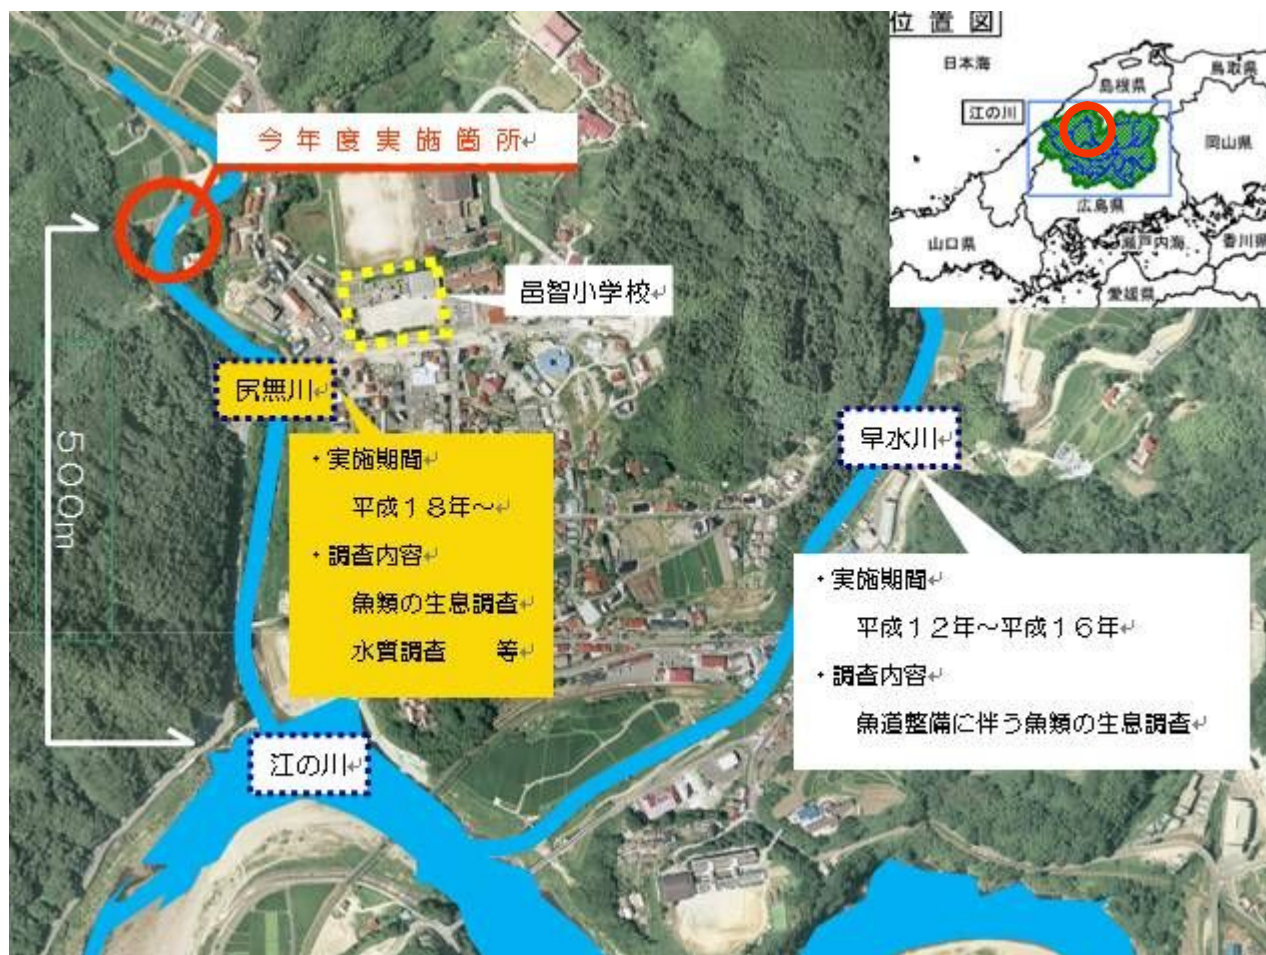 位置図
日本海
鳥取県
島根県
江の川
岡山県
広島県
山口県
瀬戸内海
香川県
愛媛県
今年度実施箇所
邑智小学校
尻無川
・実施期間
平成18年～
・調査内容
魚類の生息調査
水質調査　等
早水川
・実施期間
平成12年～平成16年
・調査内容
魚道整備に伴う魚類の生息調査
500m
江の川